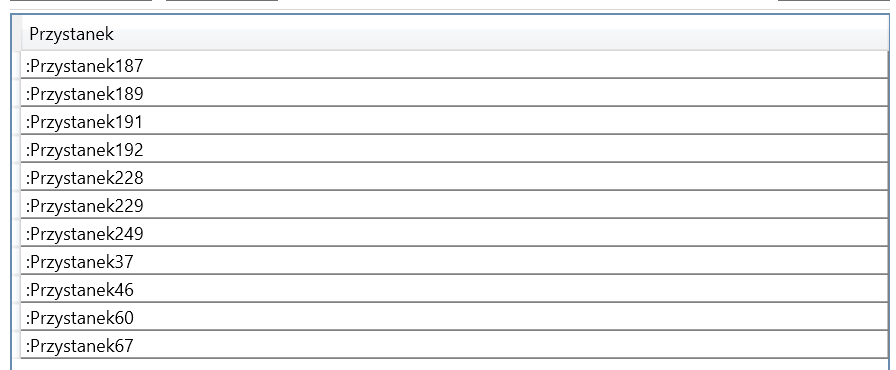 Przystanek
:Przystanek187
:Przystanek189
:Przystanek191
:Przystanek192
:Przystanek228
:Przystanek229
:Przystanek249
:Przystanek37
:Przystanek46
:Przystanek60
:Przystanek67